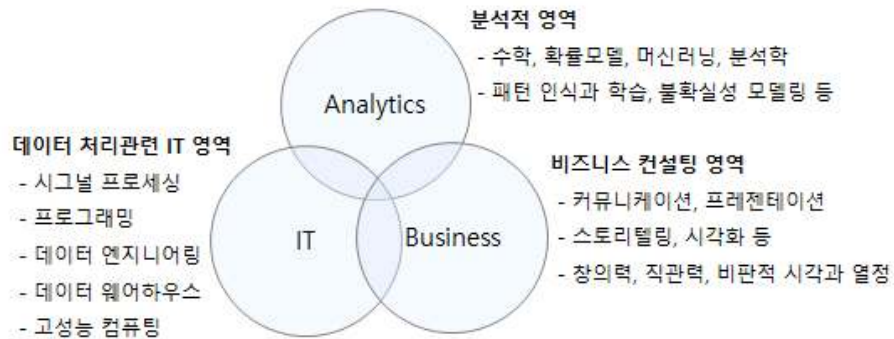 분석적 영역
- 수학, 확률모델, 머신러닝, 분석학
- 패턴 인식과 학습, 불확실성 모델링 등
Analytics
데이터 처리관련 IT 영역
- 시그널 프로세싱
- 프로그래밍
- 데이터 엔지니어링
- 데이터 웨어하우스
- 고성능 컴퓨팅
IT
Business
비즈니스 컨설팅 영역
- 커뮤니케이션, 프레젠테이션
- 스토리텔링, 시각화 등
- 창의력, 직관력, 비판적 시각과 열정